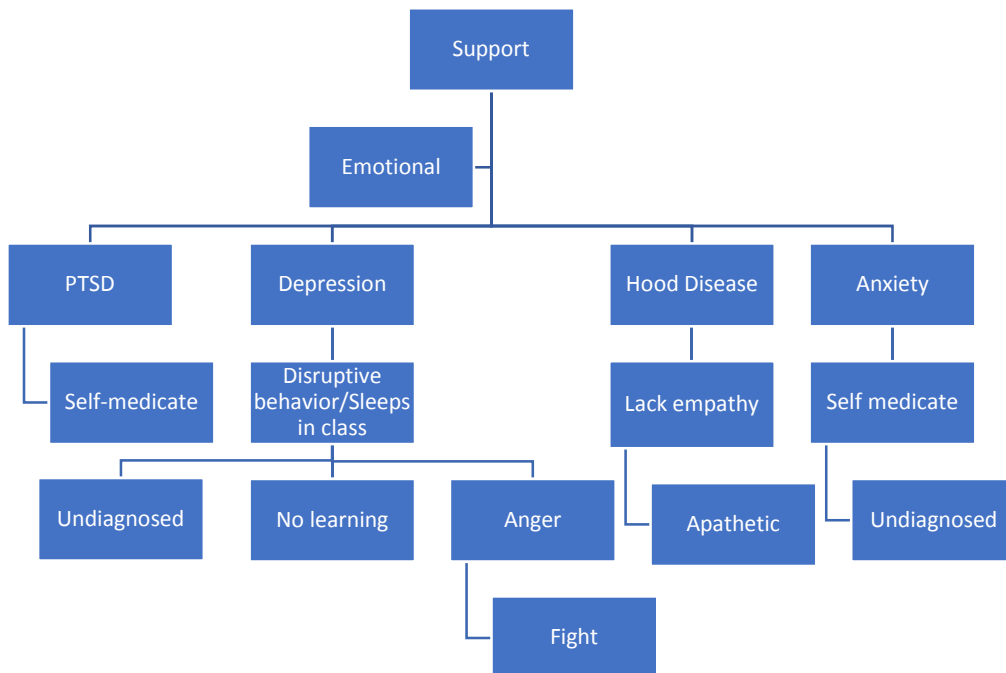 Support
Emotional
PTSD
Depression
Hood Disease
Anxiety
Self-medicate
Disruptive
behavior/Sleeps
in class
Lack empathy
Self medicate
Undiagnosed
No learning
Anger
Apathetic
Undiagnosed
Fight